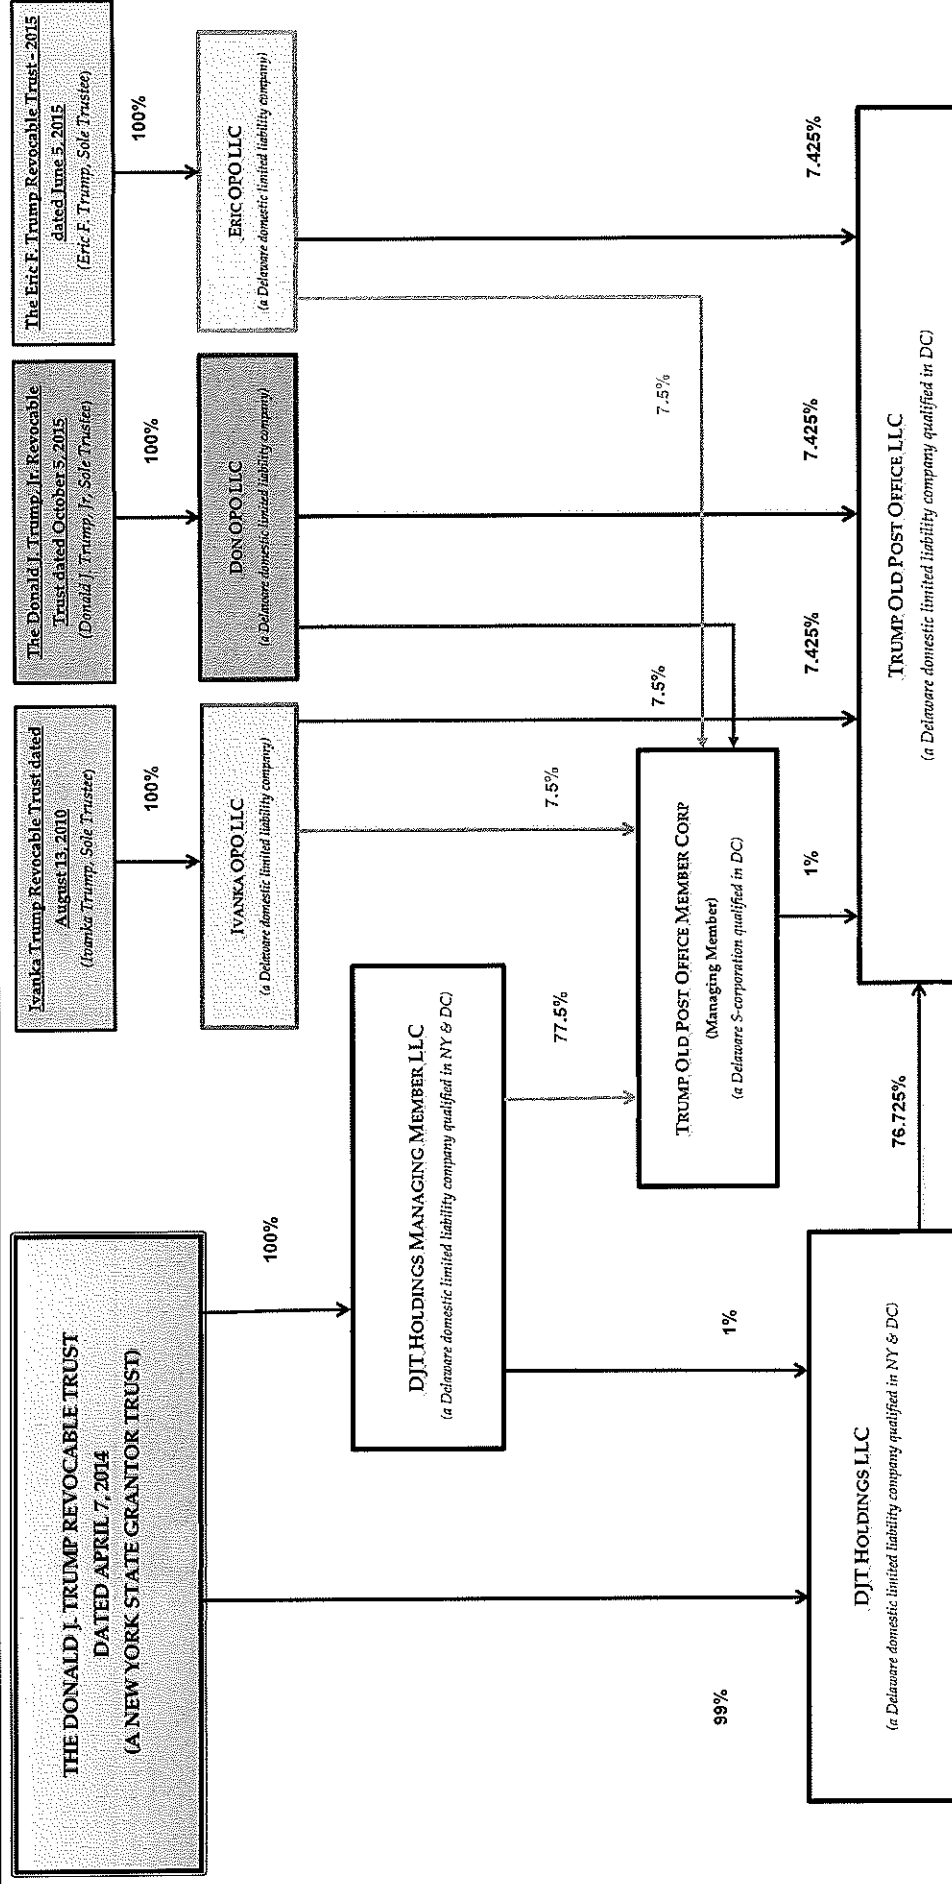 THE DONALD J. TRUMP REVOCABLE TRUST
DATED APRIL 7, 2014
(A NEW YORK STATE GRANTOR TRUST)
Ivanka Trump Revocable Trust dated
August 13, 2010
(Ivanka Trump, Sole Trustee)
The Donald J. Trump, Jr. Revocable
Trust dated October 5, 2015
(Donald J. Trump, Jr, Sole Trustee)
The Eric F. Trump Revocable Trust - 2015
dated June 5, 2015
(Eric F. Trump, Sole Trustee)
100%
100%
100%
100%
IVANKA OPO LLC
(a Delaware domestic limited liability company)
DON OPO LLC
(a Delaware domestic limited liability company)
ERIC OPO LLC
(a Delaware domestic limited liability company)
DJT HOLDINGS MANAGING MEMBER LLC
(a Delaware domestic limited liability company qualified in NY & DC)
99%
1%
77.5%
7.5%
7.5%
7.5%
TRUMP OLD POST OFFICE MEMBER CORP
(Managing Member)
(a Delaware S-corporation qualified in DC)
1%
7.425%
7.425%
7.425%
DJT HOLDINGS LLC
(a Delaware domestic limited liability company qualified in NY & DC)
76.725%
TRUMP OLD POST OFFICE LLC
(a Delaware domestic limited liability company qualified in DC)